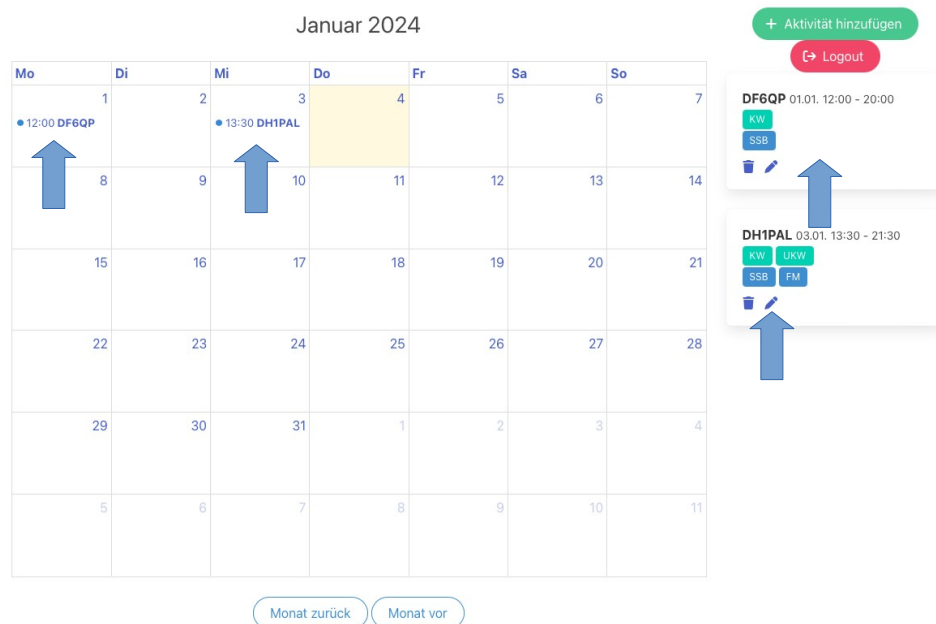 Januar 2024
Mo Di Mi Do Fr Sa So
1 2 3 4 5 6 7
12:00 DF6QP 13:30 DH1PAL
8 9 10 11 12 13 14
15 16 17 18 19 20 21
22 23 24 25 26 27 28
29 30 31 1 2 3 4
5 6 7 8 9 10 11
Monat zurück Monat vor
+ Aktivität hinzufügen
Logout
DF6QP 01.01. 12:00 - 20:00
KW
SSB
DH1PAL 03.01. 13:30 - 21:30
KW UKW
SSB FM